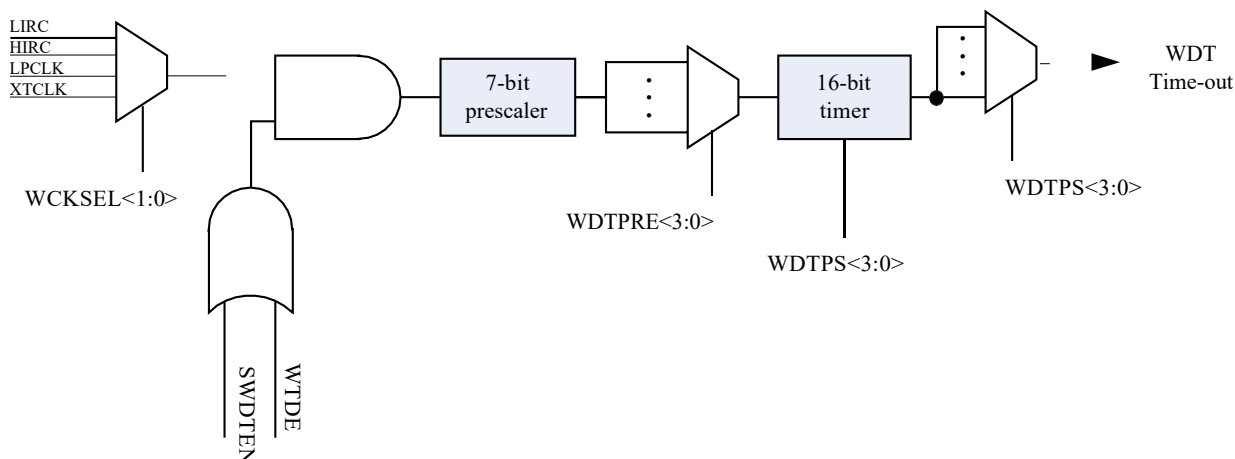 LIRC
HIRC
LPCLK
XTCLK
WCKSEL<1:0>
SWDTEN
WTDE
7-bit
prescaler
WDTPRE<3:0>
16-bit
timer
WDTPS<3:0>
WDTPS<3:0>
WDT
Time-out